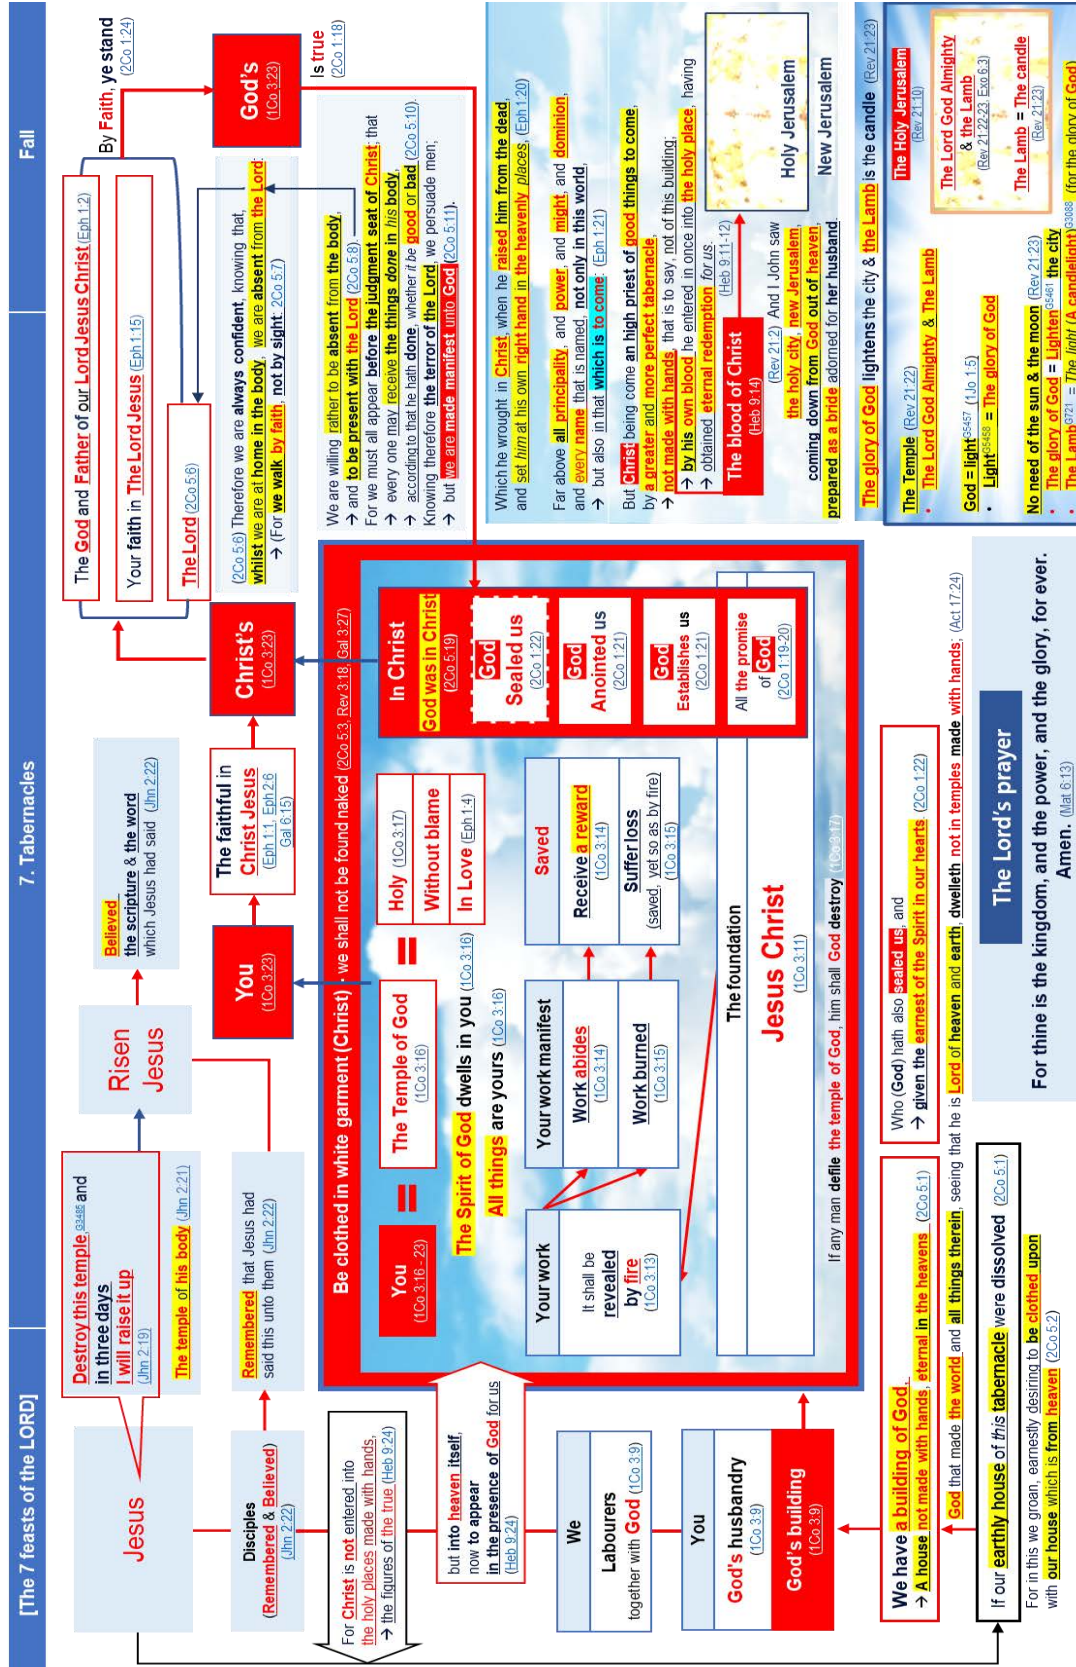 [The 7 feasts of the LORD]
7. Tabernacles
Fall
Jesus
Destroy this temple,G3485 and
in three days
I will raise it up
(Jhn 2:19)
The temple of his body (Jhn 2:21)
Risen
Jesus
Disciples
(Remembered & Believed)
(Jhn 2:22)
Remembered that Jesus had
said this unto them (Jhn 2:22)
Believed
the scripture & the word
which Jesus had said (Jhn 2:22)
You
(1Co 3:23)
The faithful in
Christ Jesus
(Eph 1:1, Eph 2:6
Gal 6:15)
Christ's
(1Co 3:23)
The God and Father of our Lord Jesus Christ (Eph 1:2)
Your faith in The Lord Jesus (Eph 1:15)
The Lord (2Co 5:6)
By Faith, ye stand
(2Co 1:24)
God's
(1Co 3:23)
Is true
(2Co 1:18)
(2Co 5:6) Therefore we are always confident, knowing that,
whilst we are at home in the body, we are absent from the Lord:
→ (For we walk by faith, not by sight: 2Co 5:7)
We are willing rather to be absent from the body,
→ and to be present with the Lord (2Co 5:8).
For we must all appear before the judgment seat of Christ; that
→ every one may receive the things done in his body,
→ according to that he hath done, whether it be good or bad (2Co 5:10).
Knowing therefore the terror of the Lord, we persuade men;
→ but we are made manifest unto God (2Co 5:11).
For Christ is not entered into
the holy places made with hands,
→ the figures of the true (Heb 9:24)
but into heaven itself,
now to appear
in the presence of God for us
(Heb 9:24)
We
Labourers
together with God (1Co 3:9)
You
God's husbandry
(1Co 3:9)
God's building
(1Co 3:9)
Be clothed in white garment (Christ) - we shall not be found naked (2Co 5:3, Rev 3:18, Gal 3:27)
You
(1Co 3:16 - 23)
=
The Temple of God
(1Co 3:16)
=
Holy (1Co 3:17)
Without blame
In Love (Eph 1:4)
The Spirit of God dwells in you (1Co 3:16)
All things are yours (1Co 3:16)
Your work
It shall be
revealed
by fire
(1Co 3:13)
Your work manifest
Work abides
(1Co 3:14)
Work burned
(1Co 3:15)
Saved
Receive a reward
(1Co 3:14)
Suffer loss
(saved, yet so as by fire)
(1Co 3:15)
The foundation
Jesus Christ
(1Co 3:11)
If any man defile the temple of God, him shall God destroy (1Co 3:17)
In Christ
God was in Christ
(2Co 5:19)
God
Sealed us
(2Co 1:22)
God
Anointed us
(2Co 1:21)
God
Establishes us
(2Co 1:21)
All the promise
of God
(2Co 1:19-20)
Which he wrought in Christ, when he raised him from the dead,
and set him at his own right hand in the heavenly places, (Eph 1:20)
Far above all principality, and power, and might, and dominion,
and every name that is named, not only in this world,
→ but also in that which is to come: (Eph 1:21)
But Christ being come an high priest of good things to come,
by a greater and more perfect tabernacle,
→ not made with hands, that is to say, not of this building;
→ by his own blood he entered in once into the holy place, having
→ obtained eternal redemption for us.
(Heb 9:11-12)
The blood of Christ
(Heb 9:14)
Holy Jerusalem
New Jerusalem
(Rev 21:2) And I John saw
the holy city, new Jerusalem,
coming down from God out of heaven,
prepared as a bride adorned for her husband.
The glory of God lightens the city & the Lamb is the candle (Rev 21:23)
The Temple (Rev 21:22)
• The Lord God Almighty & The Lamb
God = lightG5457 (1Jo 1:5)
• LightG5458 = The glory of God
No need of the sun & the moon (Rev 21:23)
• The glory of God = LightenG5461 the city
• The LambG721 = The light (A candelight)G3088 (for the glory of God)
The Holy Jerusalem
(Rev 21:10)
The Lord God Almighty
& the Lamb
(Rev 21:22-23, Exo 6:3)
The Lamb = The candle
(Rev 21:23)
We have a building of God,
→ A house not made with hands, eternal in the heavens (2Co 5:1)
Who (God) hath also sealed us, and
→ given the earnest of the Spirit in our hearts. (2Co 1:22)
God that made the world and all things therein, seeing that he is Lord of heaven and earth, dwelleth not in temples made with hands; (Act 17:24)
If our earthly house of this tabernacle were dissolved (2Co 5:1)
For in this we groan, earnestly desiring to be clothed upon
with our house which is from heaven (2Co 5:2)
The Lord's prayer
For thine is the kingdom, and the power, and the glory, for ever.
Amen. (Mat 6:13)